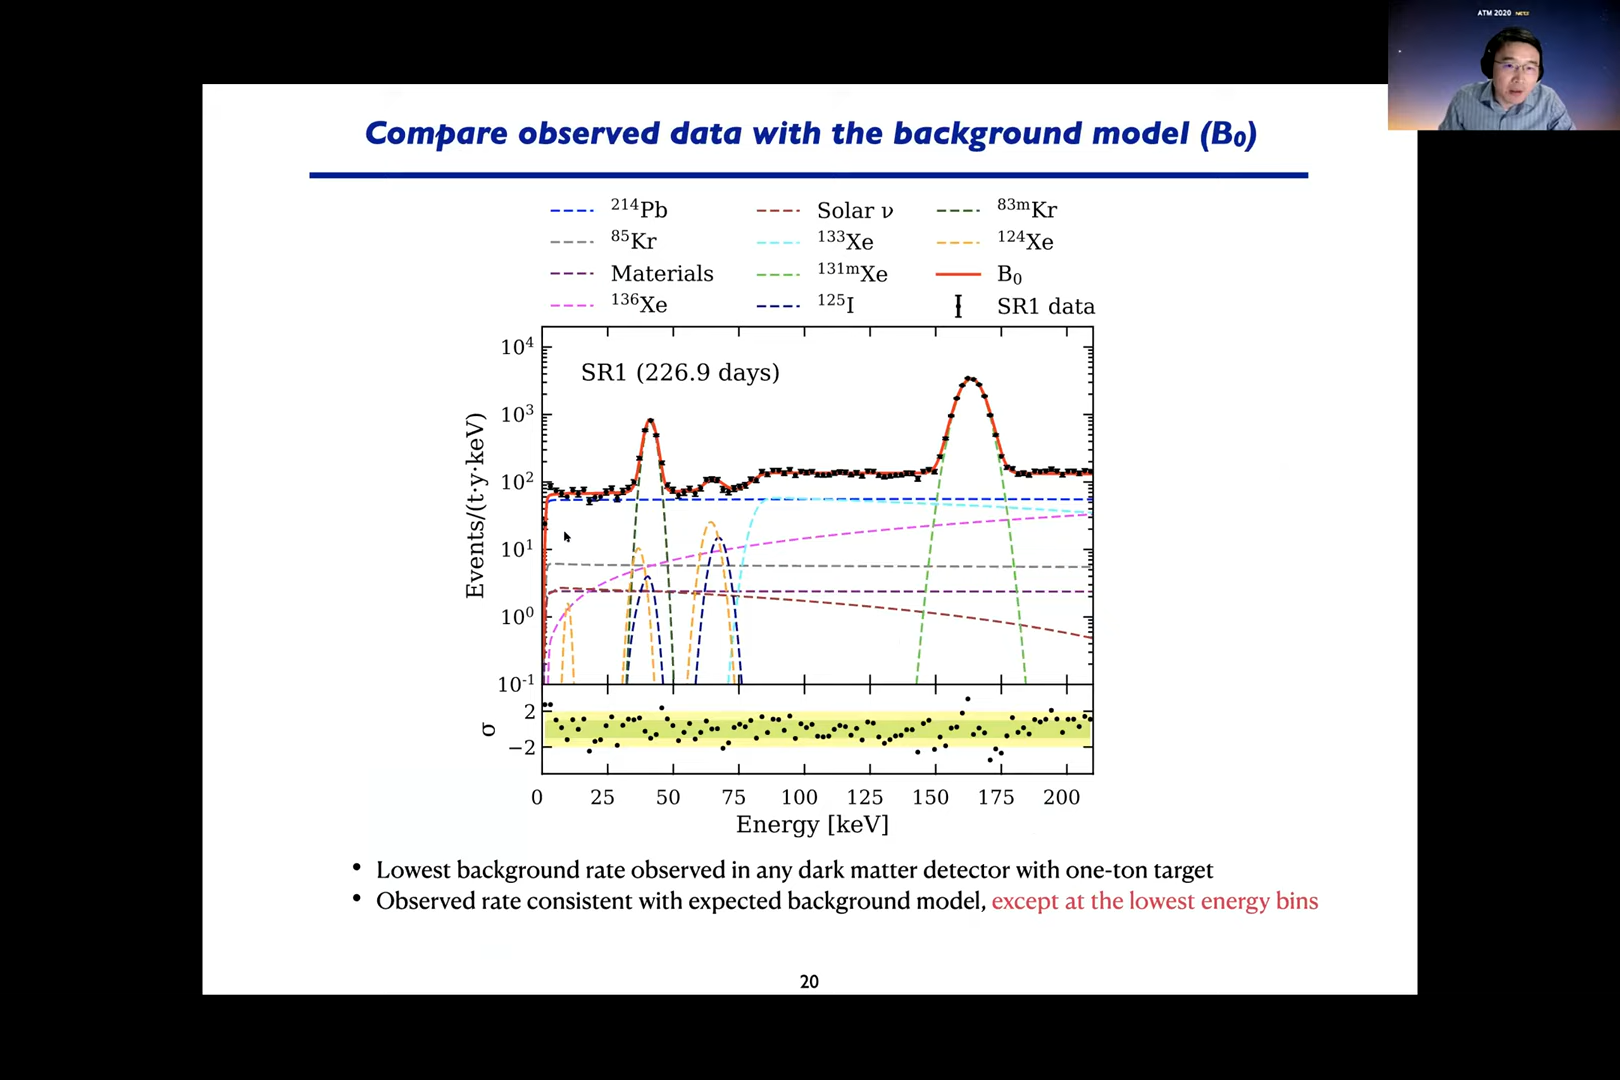 ATM 2020
Compare observed data with the background model (B₀)
²¹⁴Pb
Solar ν
⁸³ᵐKr
⁸⁵Kr
¹³³Xe
¹²⁴Xe
Materials
¹³¹ᵐXe
B₀
¹³⁶Xe
¹²⁵I
SR1 data
10⁴
SR1 (226.9 days)
10³
10²
10¹
10⁰
10⁻¹
Events/(t·y·keV)
2
−2
σ
0 25 50 75 100 125 150 175 200
Energy [keV]
• Lowest background rate observed in any dark matter detector with one-ton target
• Observed rate consistent with expected background model, except at the lowest energy bins
20